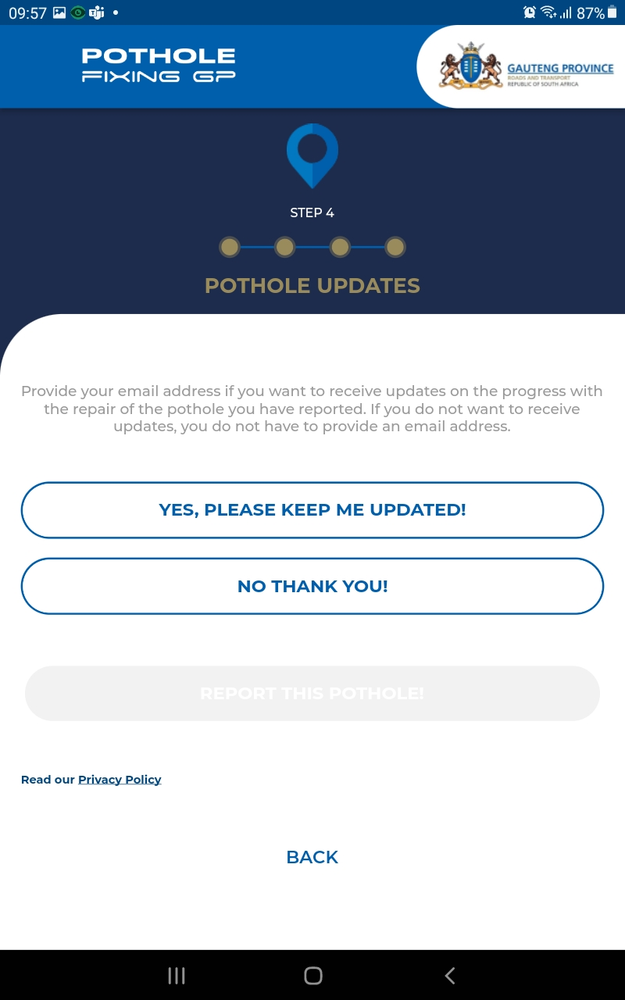 09:57
87%
POTHOLE
FIXING GP
GAUTENG PROVINCE
ROADS AND TRANSPORT
REPUBLIC OF SOUTH AFRICA
STEP 4
POTHOLE UPDATES
Provide your email address if you want to receive updates on the progress with
the repair of the pothole you have reported. If you do not want to receive
updates, you do not have to provide an email address.
YES, PLEASE KEEP ME UPDATED!
NO THANK YOU!
REPORT THIS POTHOLE!
Read our Privacy Policy
BACK